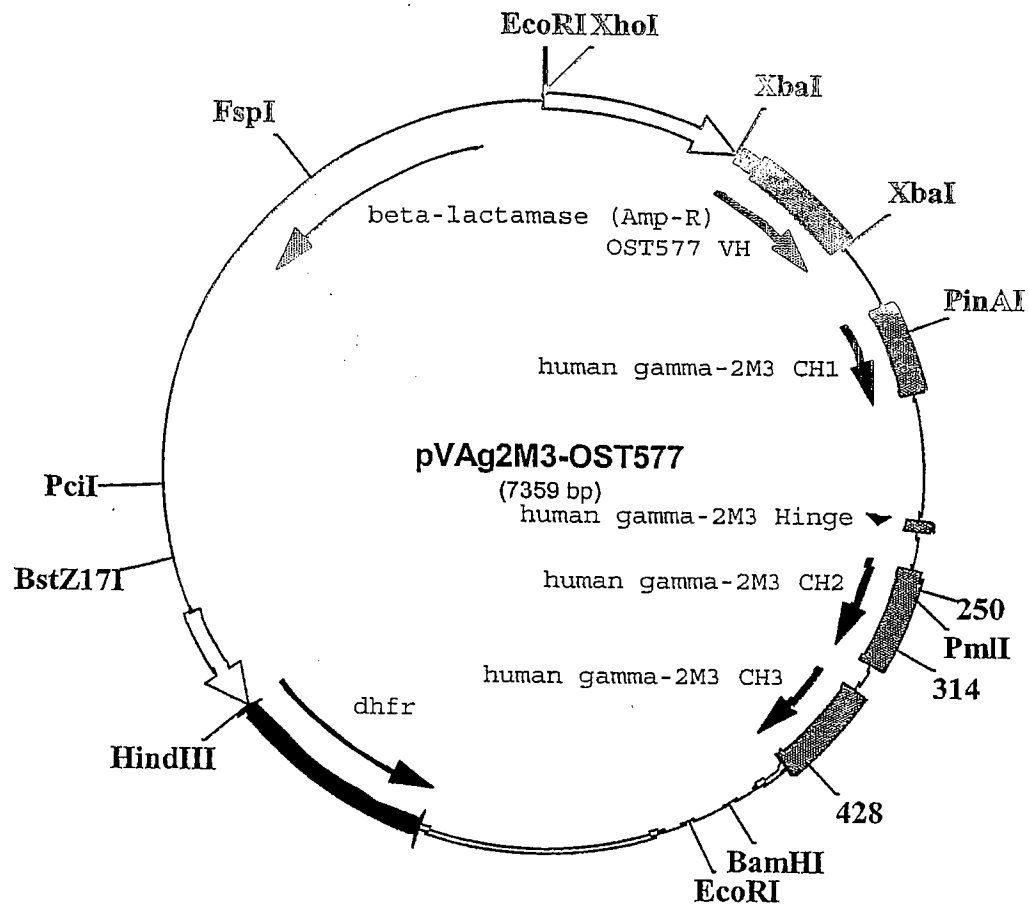 EcoRI XhoI
XbaI
FspI
XbaI
beta-lactamase (Amp-R)
OST577 VH
PinAI
human gamma-2M3 CH1
pVAg2M3-OST577
(7359 bp)
PciI
human gamma-2M3 Hinge
human gamma-2M3 CH2
BstZ17I
250
PmlI
human gamma-2M3 CH3
314
dhfr
HindIII
428
BamHI
EcoRI